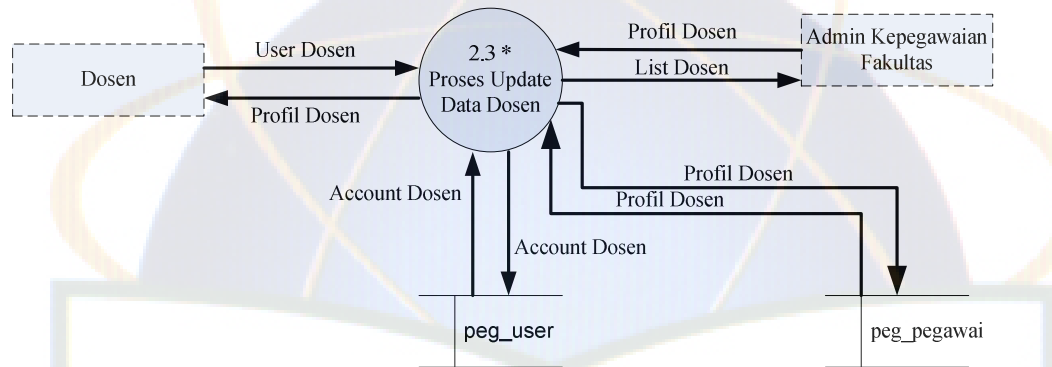 Dosen
User Dosen
Profil Dosen
2.3 *
Proses Update
Data Dosen
Profil Dosen
List Dosen
Admin Kepegawaian
Fakultas
Account Dosen
Account Dosen
Profil Dosen
Profil Dosen
peg_user
peg_pegawai